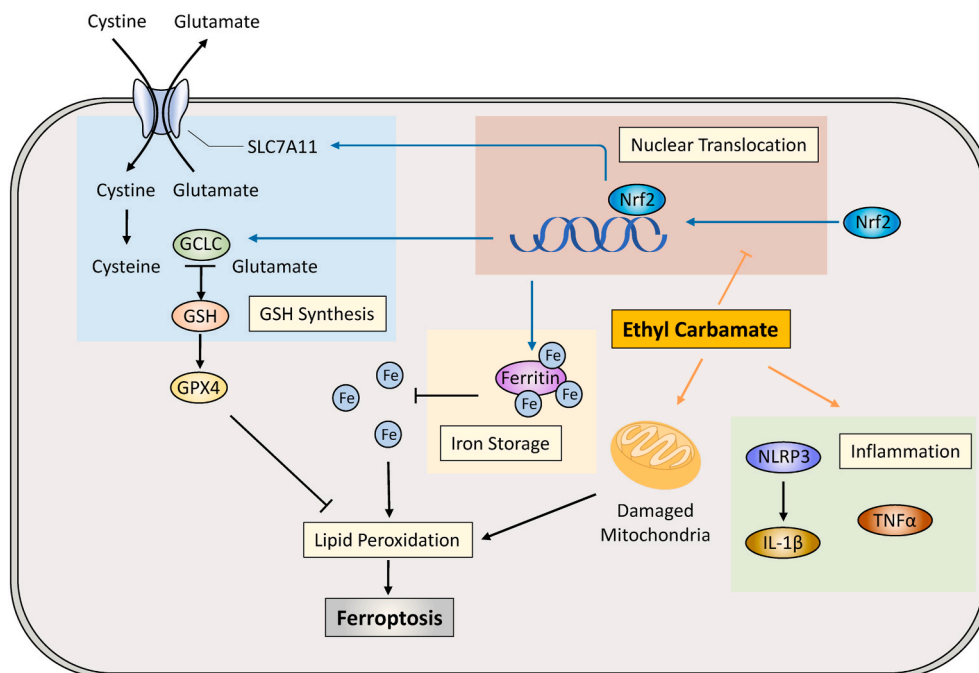 Cystine
Glutamate
SLC7A11
Nuclear Translocation
Cystine
Glutamate
Nrf2
Nrf2
GCLC
Cysteine
Glutamate
GSH
GSH Synthesis
Ethyl Carbamate
Fe
Fe
Ferritin
Fe
GPX4
Fe
Fe
Fe
Fe
Iron Storage
NLRP3
Inflammation
Damaged
Mitochondria
TNFα
Lipid Peroxidation
IL-1β
Ferroptosis